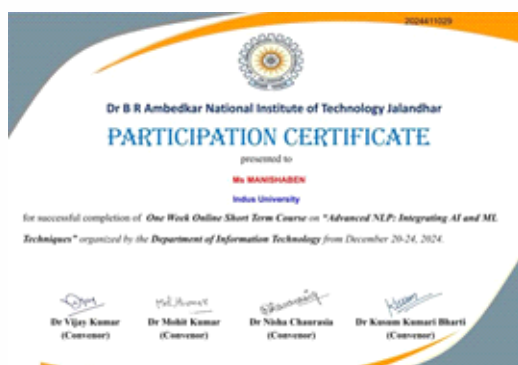 2024411029
Dr B R Ambedkar National Institute of Technology Jalandhar
PARTICIPATION CERTIFICATE
presented to
Ms MANISHABEN
Indus University
for successful completion of One Week Online Short Term Course on "Advanced NLP: Integrating AI and ML
Techniques" organized by the Department of Information Technology from December 20-24, 2024.
Dr Vijay Kumar Dr Mohit Kumar Dr Nisha Chaurasia Dr Kusum Kumari Bharti
(Convenor) (Convenor) (Convenor) (Convenor)